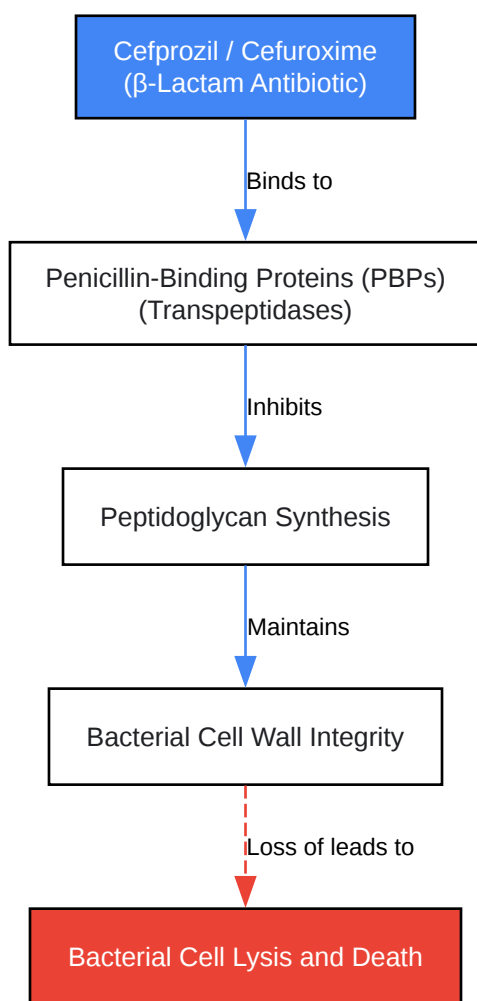 Cefprozil / Cefuroxime
(β-Lactam Antibiotic)
Binds to
Penicillin-Binding Proteins (PBPs)
(Transpeptidases)
Inhibits
Peptidoglycan Synthesis
Maintains
Bacterial Cell Wall Integrity
Loss of leads to
Bacterial Cell Lysis and Death